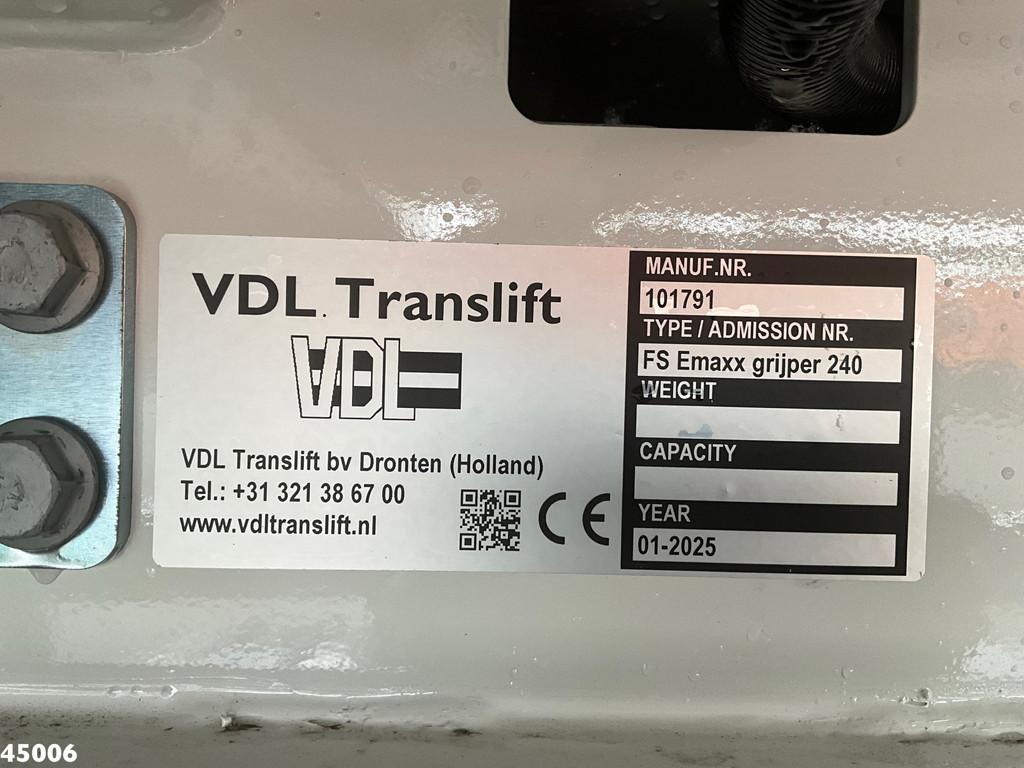 VDL Translift
VDL
VDL Translift bv Dronten (Holland)
Tel.: +31 321 38 67 00
www.vdltranslift.nl
CE
MANUF.NR.
101791
TYPE / ADMISSION NR.
FS Emaxx grijper 240
WEIGHT
CAPACITY
YEAR
01-2025
45006